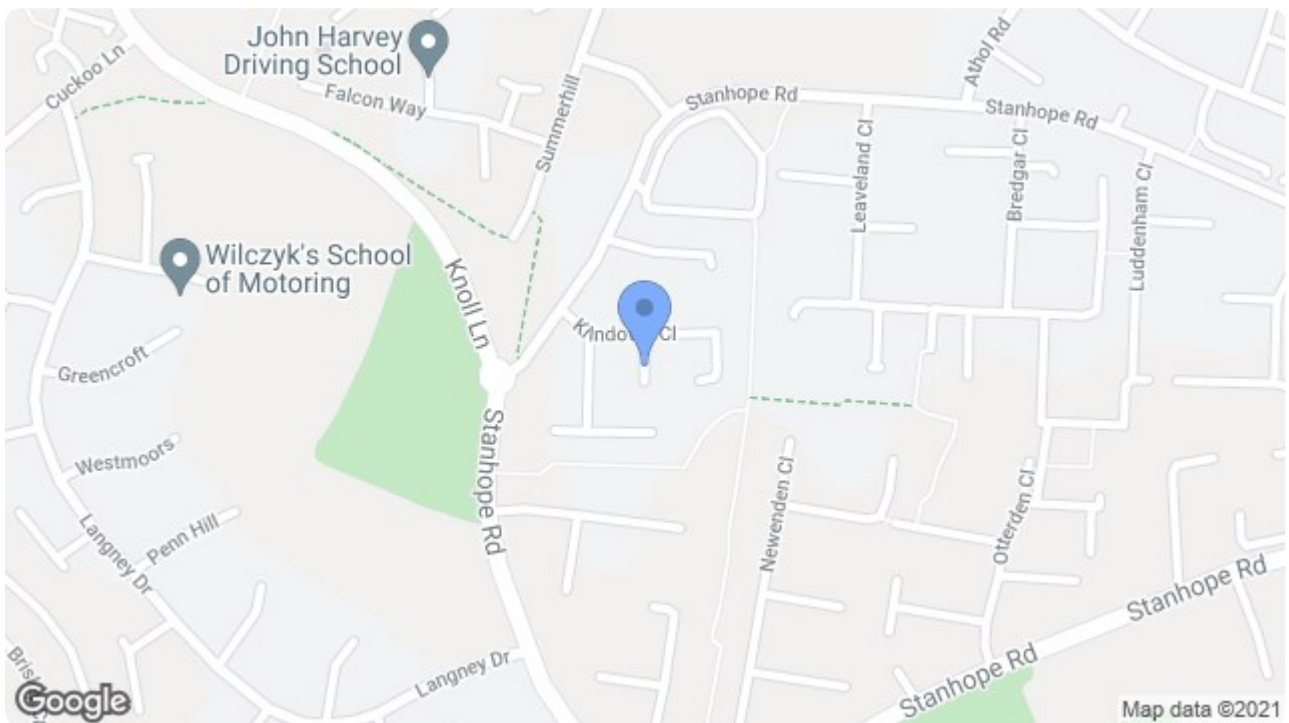 John Harvey
Driving School
Cuckoo Ln
Falcon Way
Summerhill
Stanhope Rd
Athol Rd
Stanhope Rd
Leaveland Cl
Bredgar Cl
Luddenham Cl
Wilczyk's School
of Motoring
Knoll Ln
Cl
Greencroft
Stanhope Rd
Westmoors
Newenden Cl
Otterden Cl
Penn Hill
Langney Dr
Stanhope Rd
Langney Dr
Stanhope Rd
Google
Map data ©2021